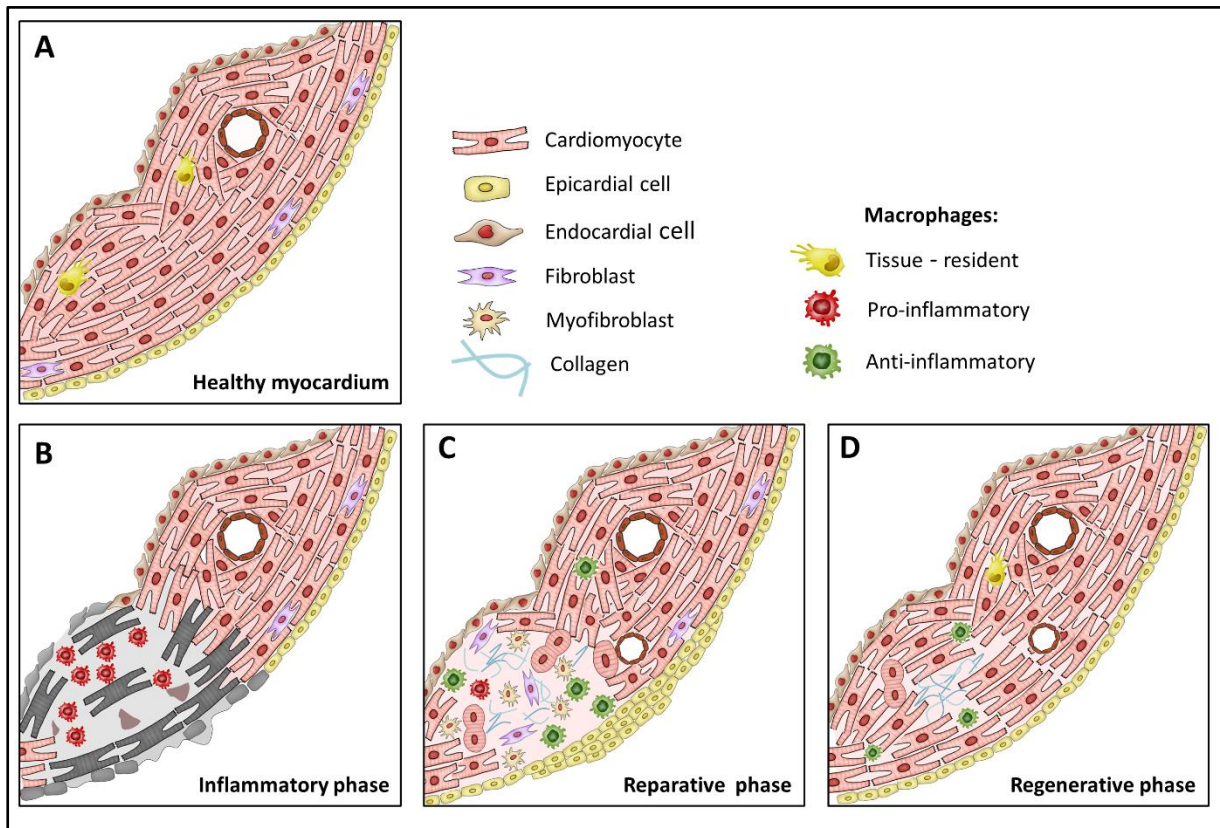 A
Healthy myocardium
Cardiomyocyte
Epicardial cell
Endocardial cell
Fibroblast
Myofibroblast
Collagen
Macrophages:
Tissue - resident
Pro-inflammatory
Anti-inflammatory
B
Inflammatory phase
C
Reparative phase
D
Regenerative phase